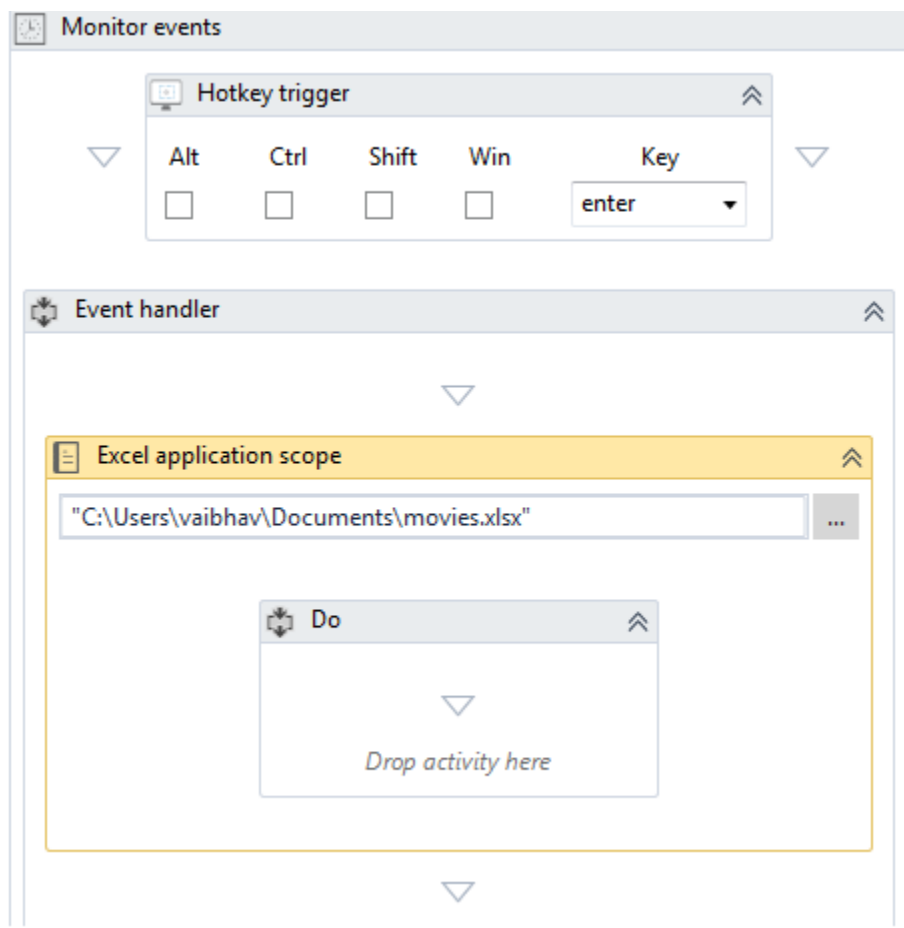 Monitor events
Hotkey trigger
Alt Ctrl Shift Win Key
enter
Event handler
Excel application scope
"C:\Users\vaibhav\Documents\movies.xlsx" ...
Do
Drop activity here